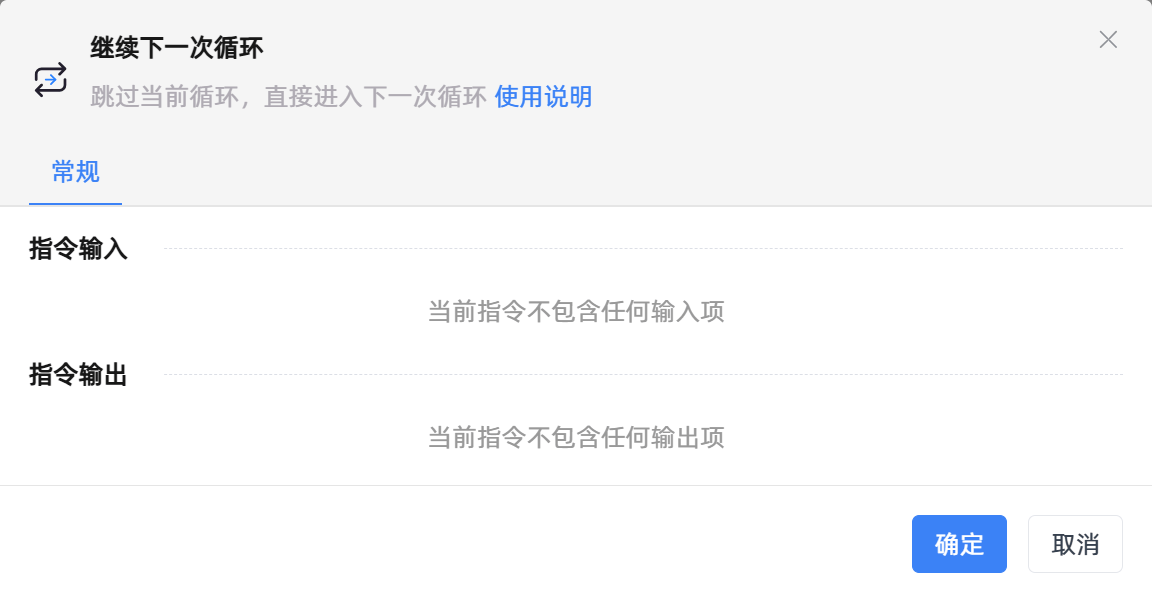 继续下一次循环
跳过当前循环，直接进入下一次循环 使用说明
常规
指令输入
当前指令不包含任何输入项
指令输出
当前指令不包含任何输出项
确定 取消